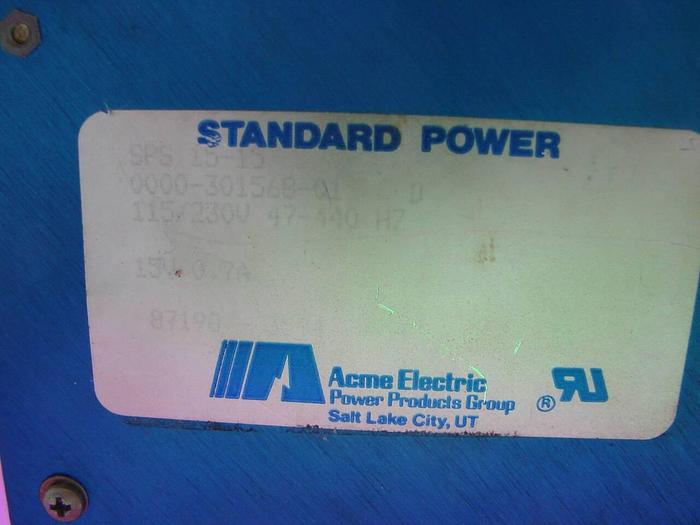 STANDARD POWER
SPS 15-15
0000-301568-01 D
115/230V 47-440 HZ
15V 0.7A
87190
Acme Electric
Power Products Group ®
Salt Lake City, UT